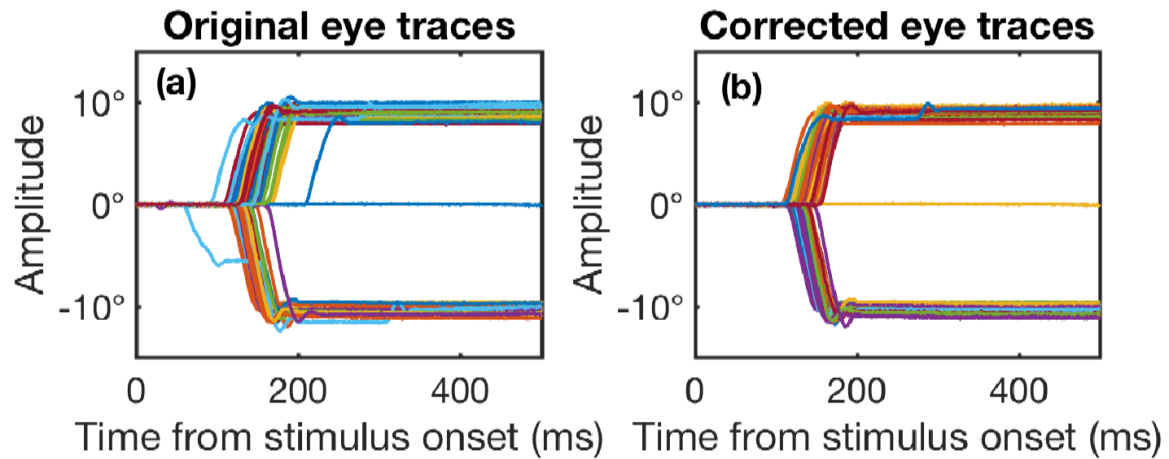 Original eye traces
(a)
10°
0°
-10°
Amplitude
0
200
400
Time from stimulus onset (ms)
Corrected eye traces
(b)
10°
0°
-10°
Amplitude
0
200
400
Time from stimulus onset (ms)